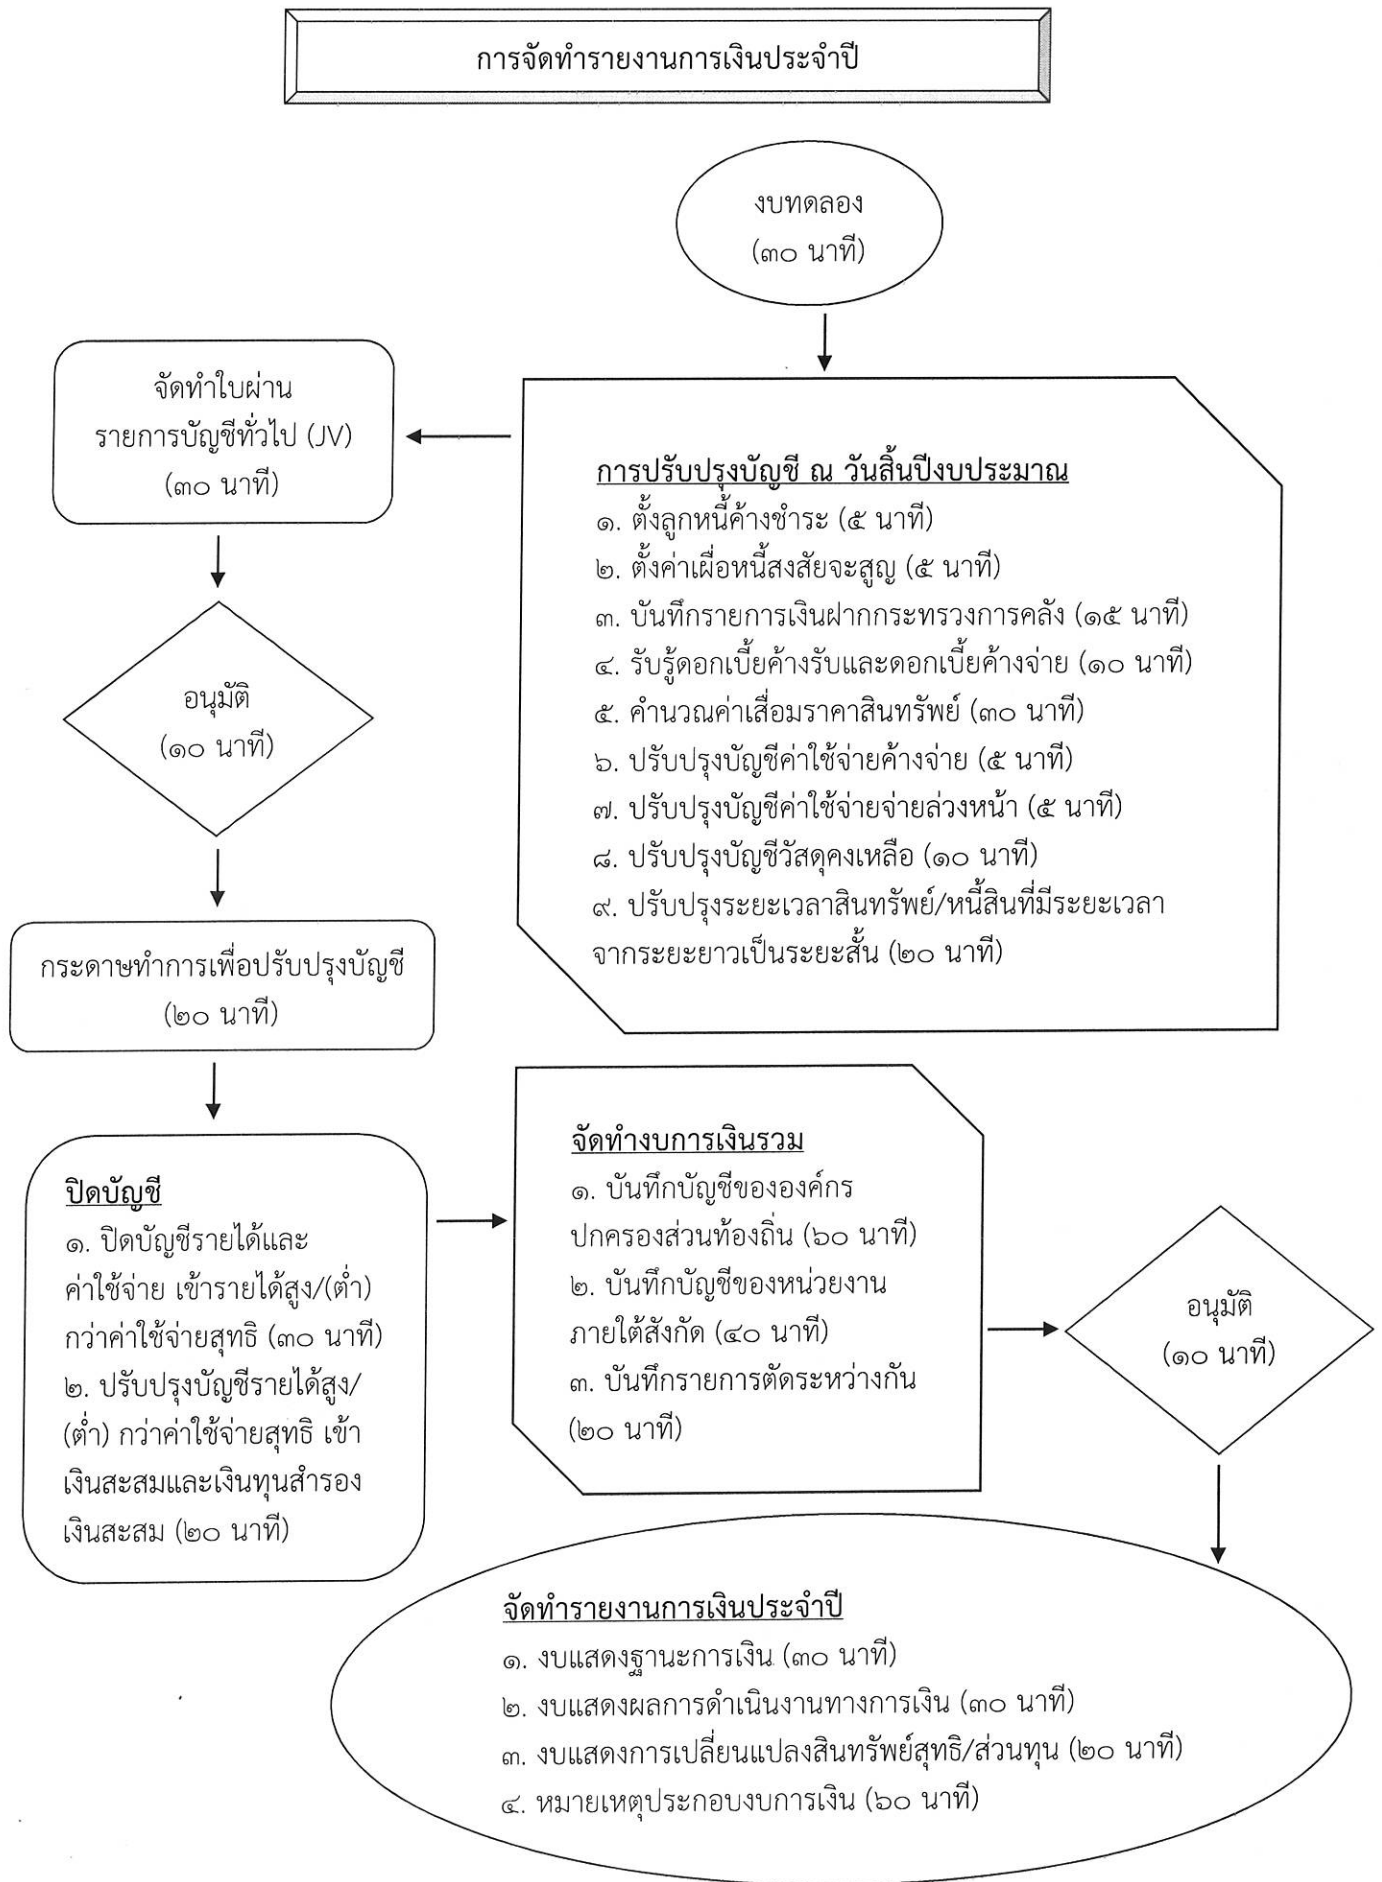 การจัดทำรายงานการเงินประจำปี
งบทดลอง
(๓๐ นาที)
จัดทำใบผ่าน
รายการบัญชีทั่วไป (JV)
(๓๐ นาที)
การปรับปรุงบัญชี ณ วันสิ้นปีงบประมาณ
๑. ตั้งลูกหนี้ค้างชำระ (๕ นาที)
๒. ตั้งค่าเผื่อหนี้สงสัยจะสูญ (๕ นาที)
๓. บันทึกรายการเงินฝากกระทรวงการคลัง (๑๕ นาที)
๔. รับรู้ดอกเบี้ยค้างรับและดอกเบี้ยค้างจ่าย (๑๐ นาที)
๕. คำนวณค่าเสื่อมราคาสินทรัพย์ (๓๐ นาที)
๖. ปรับปรุงบัญชีค่าใช้จ่ายค้างจ่าย (๕ นาที)
๗. ปรับปรุงบัญชีค่าใช้จ่ายจ่ายล่วงหน้า (๕ นาที)
๘. ปรับปรุงบัญชีวัสดุคงเหลือ (๑๐ นาที)
๙. ปรับปรุงระยะเวลาสินทรัพย์/หนี้สินที่มีระยะเวลา
จากระยะยาวเป็นระยะสั้น (๒๐ นาที)
อนุมัติ
(๑๐ นาที)
กระดาษทำการเพื่อปรับปรุงบัญชี
(๒๐ นาที)
ปิดบัญชี
๑. ปิดบัญชีรายได้และ
ค่าใช้จ่าย เข้ารายได้สูง/(ต่ำ)
กว่าค่าใช้จ่ายสุทธิ (๓๐ นาที)
๒. ปรับปรุงบัญชีรายได้สูง/
(ต่ำ) กว่าค่าใช้จ่ายสุทธิ เข้า
เงินสะสมและเงินทุนสำรอง
เงินสะสม (๒๐ นาที)
จัดทำงบการเงินรวม
๑. บันทึกบัญชีขององค์กร
ปกครองส่วนท้องถิ่น (๖๐ นาที)
๒. บันทึกบัญชีของหน่วยงาน
ภายใต้สังกัด (๔๐ นาที)
๓. บันทึกรายการตัดระหว่างกัน
(๒๐ นาที)
อนุมัติ
(๑๐ นาที)
จัดทำรายงานการเงินประจำปี
๑. งบแสดงฐานะการเงิน (๓๐ นาที)
๒. งบแสดงผลการดำเนินงานทางการเงิน (๓๐ นาที)
๓. งบแสดงการเปลี่ยนแปลงสินทรัพย์สุทธิ/ส่วนทุน (๒๐ นาที)
๔. หมายเหตุประกอบงบการเงิน (๖๐ นาที)